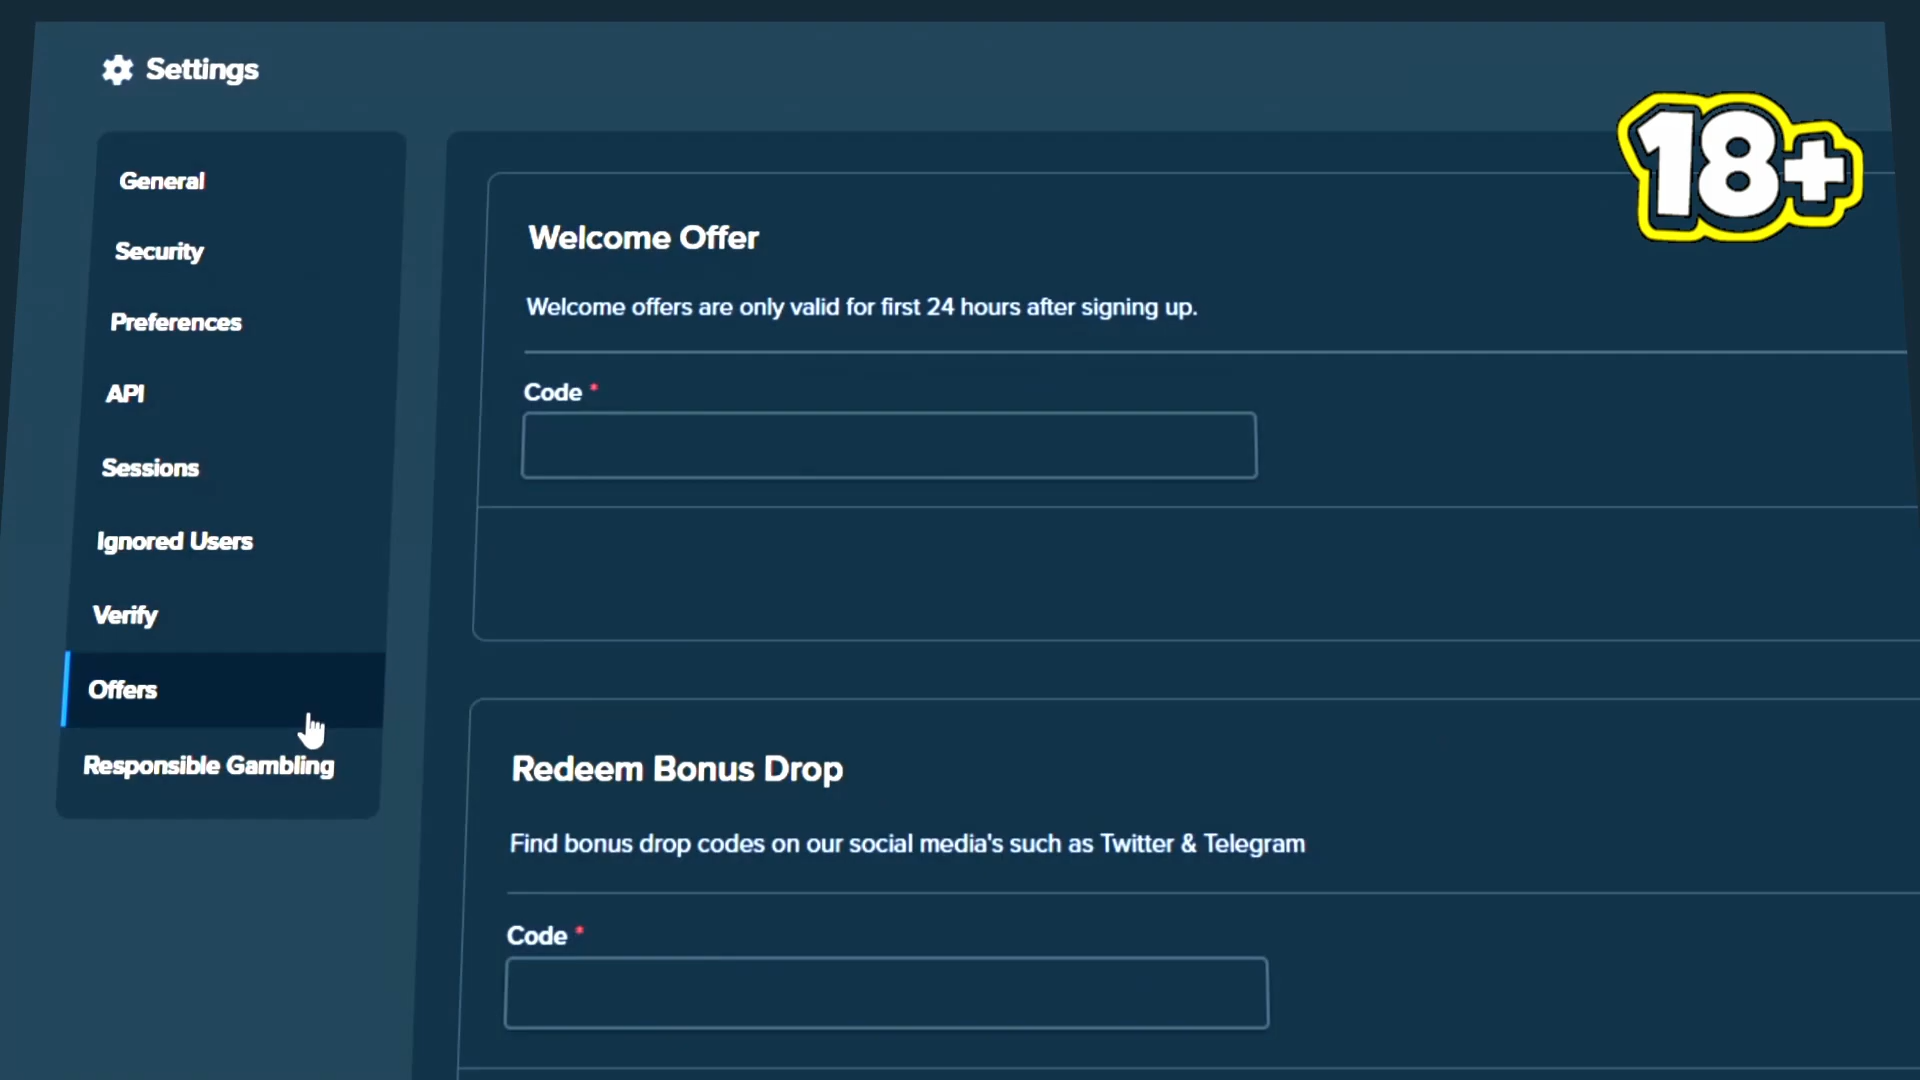 Settings
18+
General
Security
Preferences
API
Sessions
Ignored Users
Verify
Offers
Responsible Gambling
Welcome Offer
Welcome offers are only valid for first 24 hours after signing up.
Code *
Redeem Bonus Drop
Find bonus drop codes on our social media's such as Twitter & Telegram
Code *